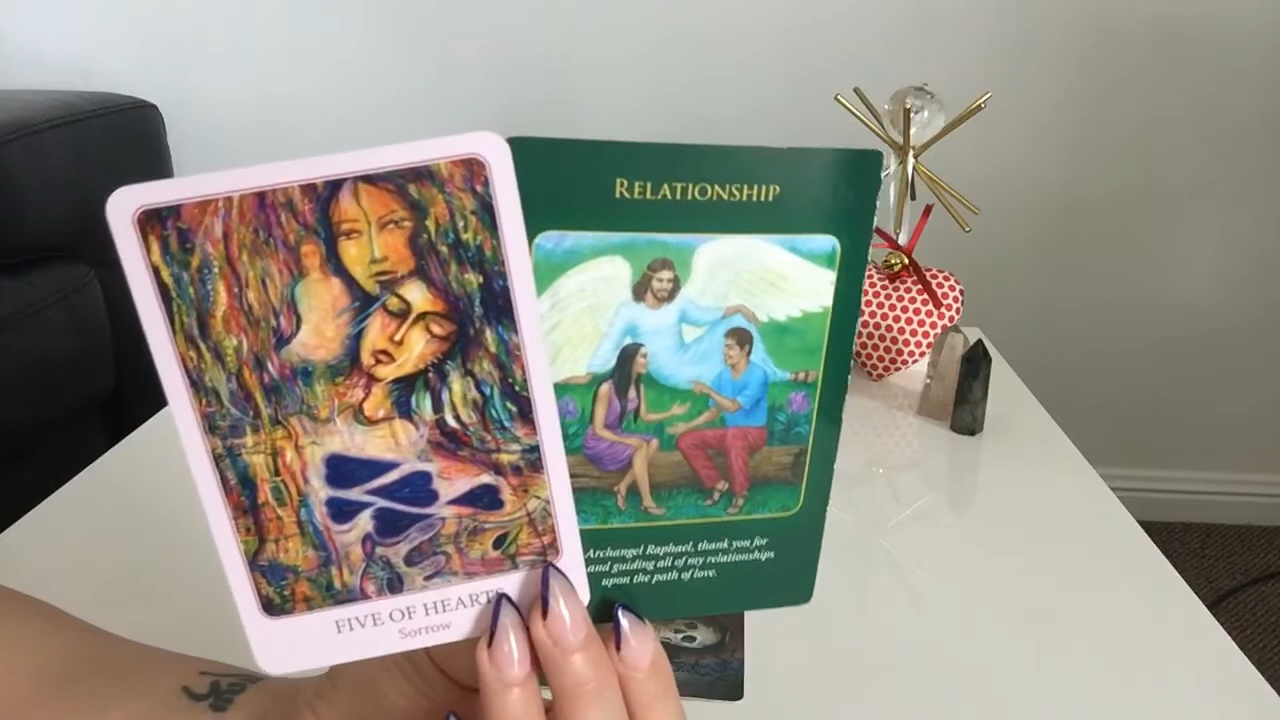 FIVE OF HEARTS
Sorrow
RELATIONSHIP
Archangel Raphael, thank you for
and guiding all of my relationships
upon the path of love.